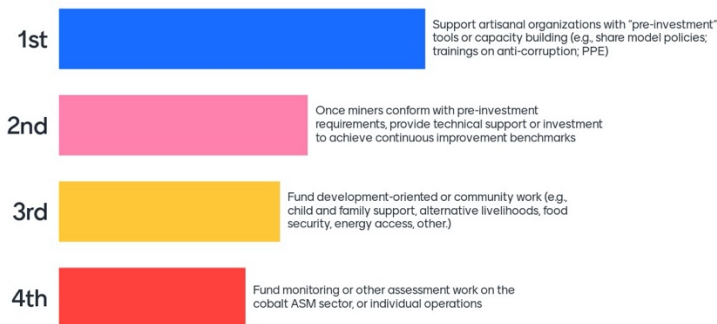 1st
Support artisanal organizations with "pre-investment"
tools or capacity building (e.g., share model policies;
trainings on anti-corruption; PPE)
2nd
Once miners conform with pre-investment
requirements, provide technical support or investment
to achieve continuous improvement benchmarks
3rd
Fund development-oriented or community work (e.g.,
child and family support, alternative livelihoods, food
security, energy access, other.)
4th
Fund monitoring or other assessment work on the
cobalt ASM sector, or individual operations